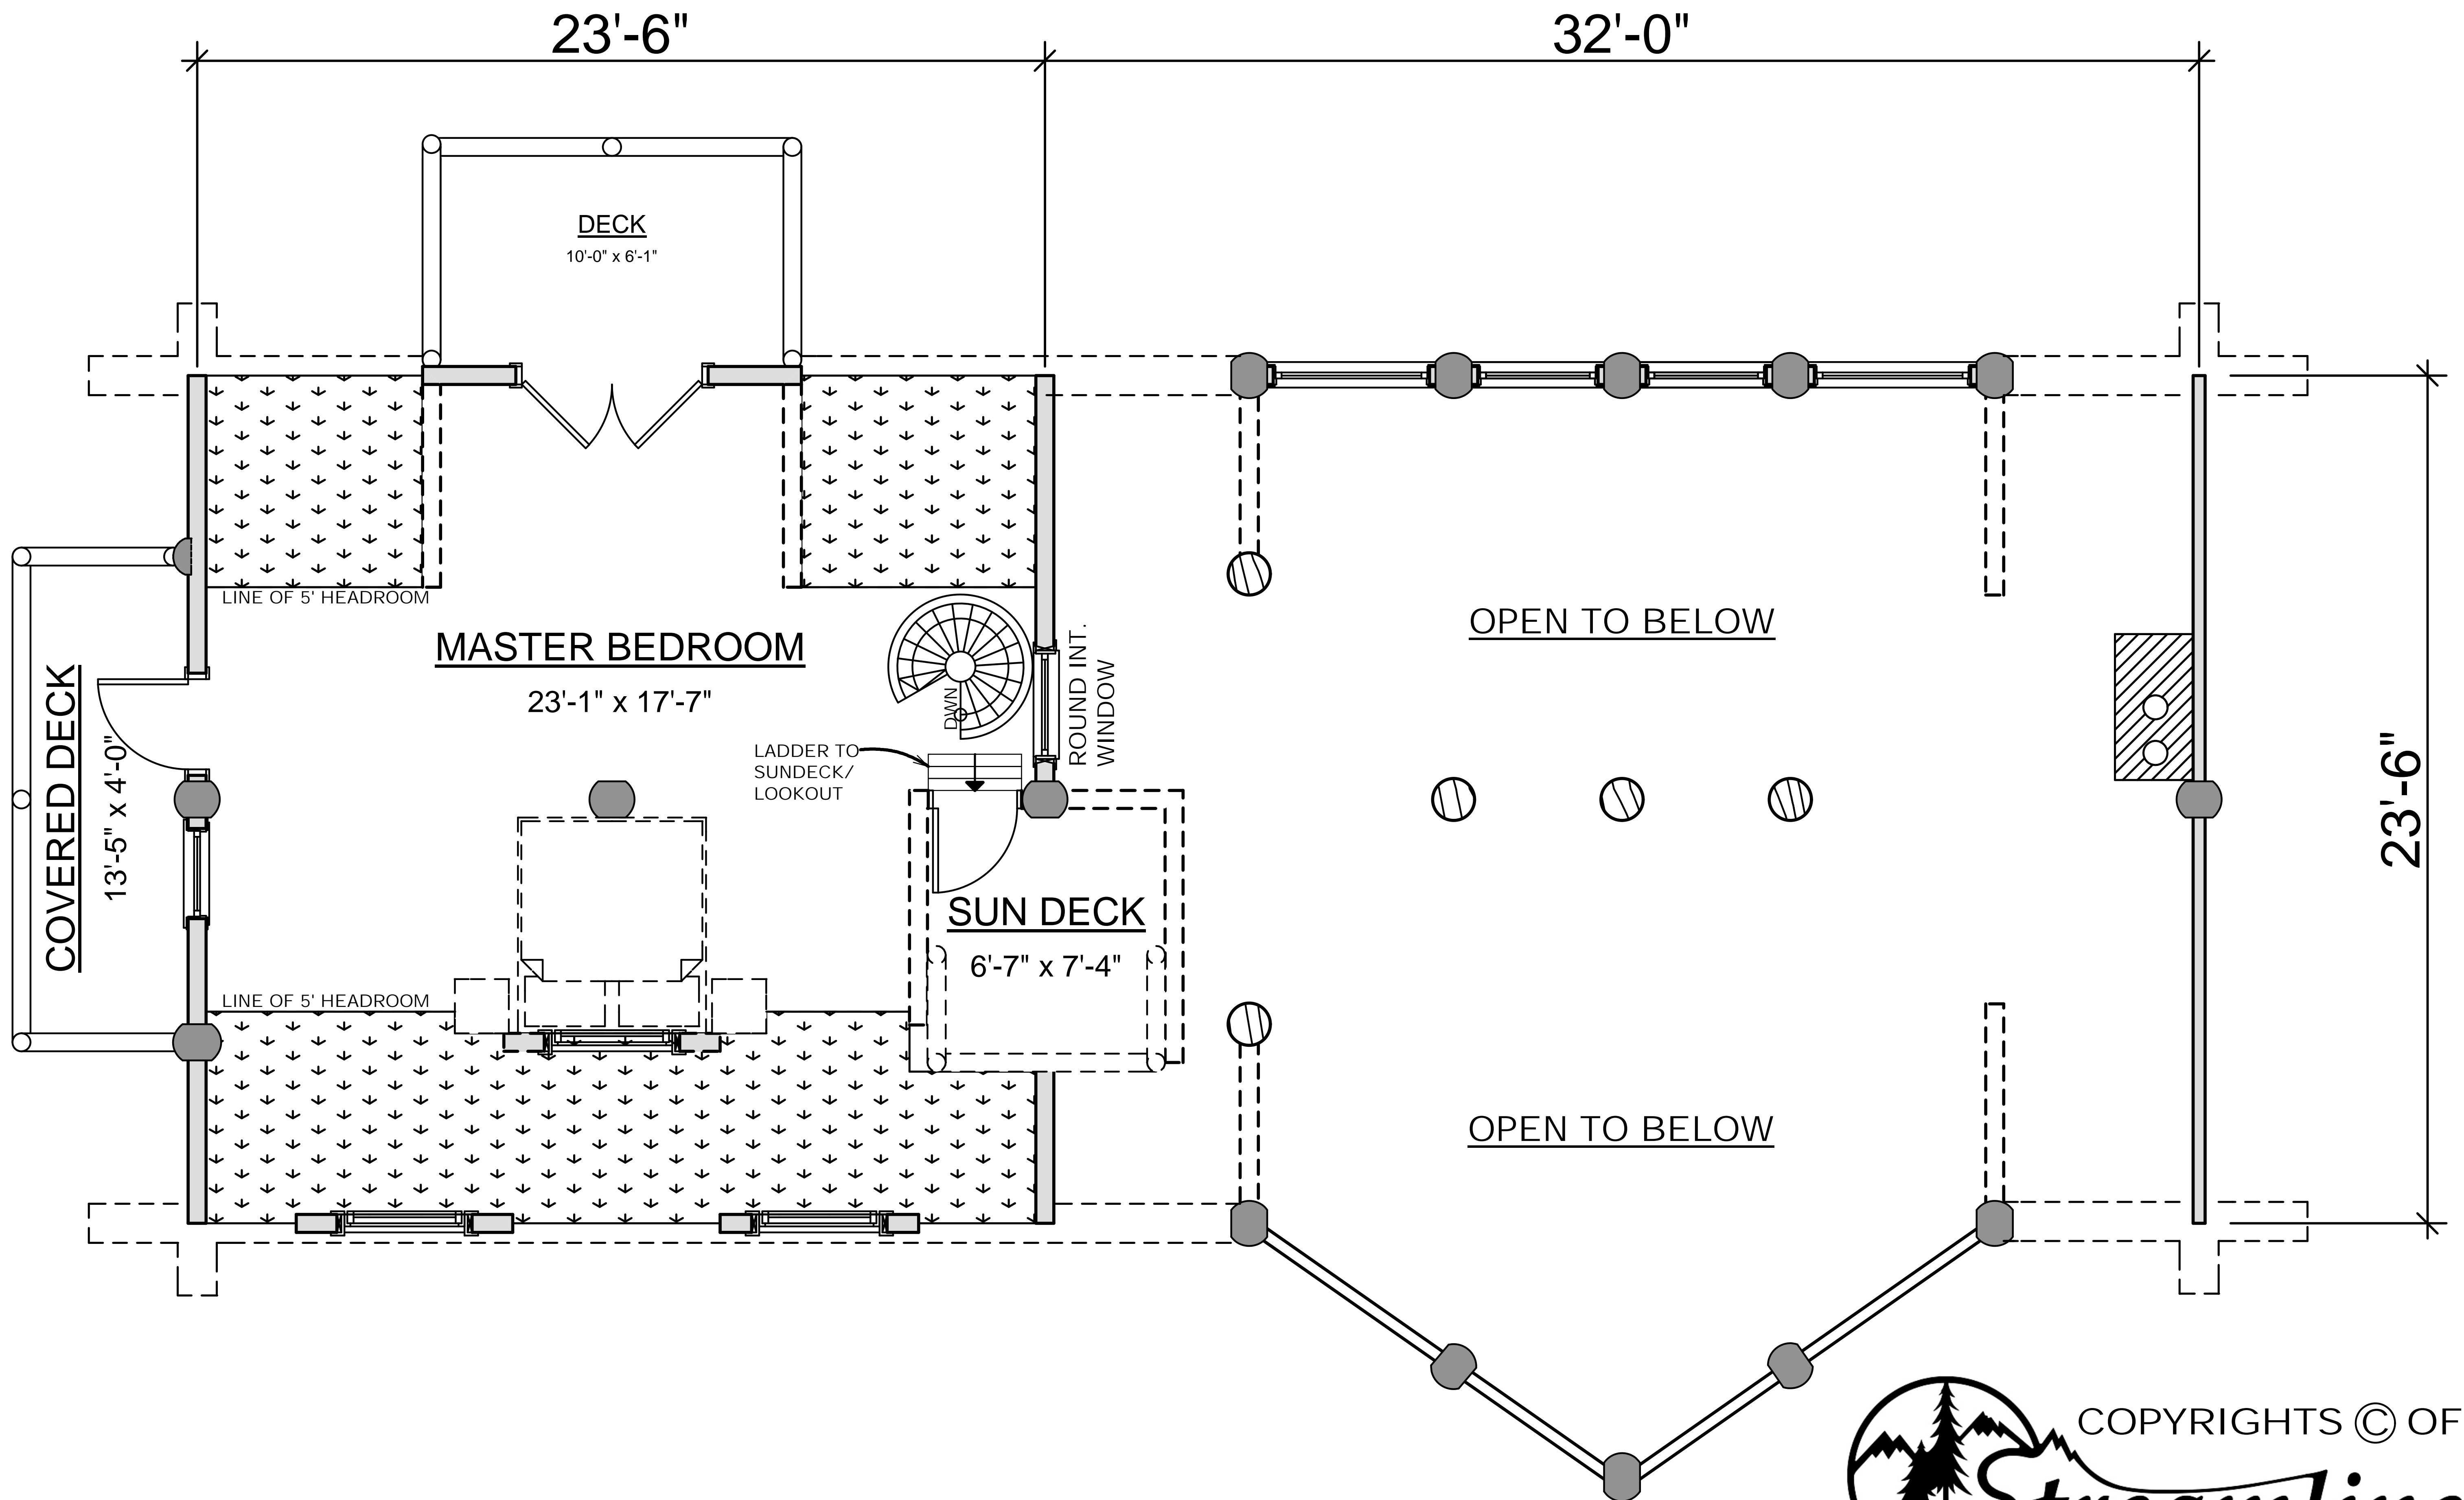 23'-6"
32'-0"
DECK
10'-0" x 6'-1"
LINE OF 5' HEADROOM
MASTER BEDROOM
23'-1" x 17'-7"
DWN
ROUND INT.
WINDOW
OPEN TO BELOW
COVERED DECK
13'-5" x 4'-0"
LADDER TO
SUNDECK/
LOOKOUT
23'-6"
SUN DECK
6'-7" x 7'-4"
LINE OF 5' HEADROOM
OPEN TO BELOW
COPYRIGHTS © OF